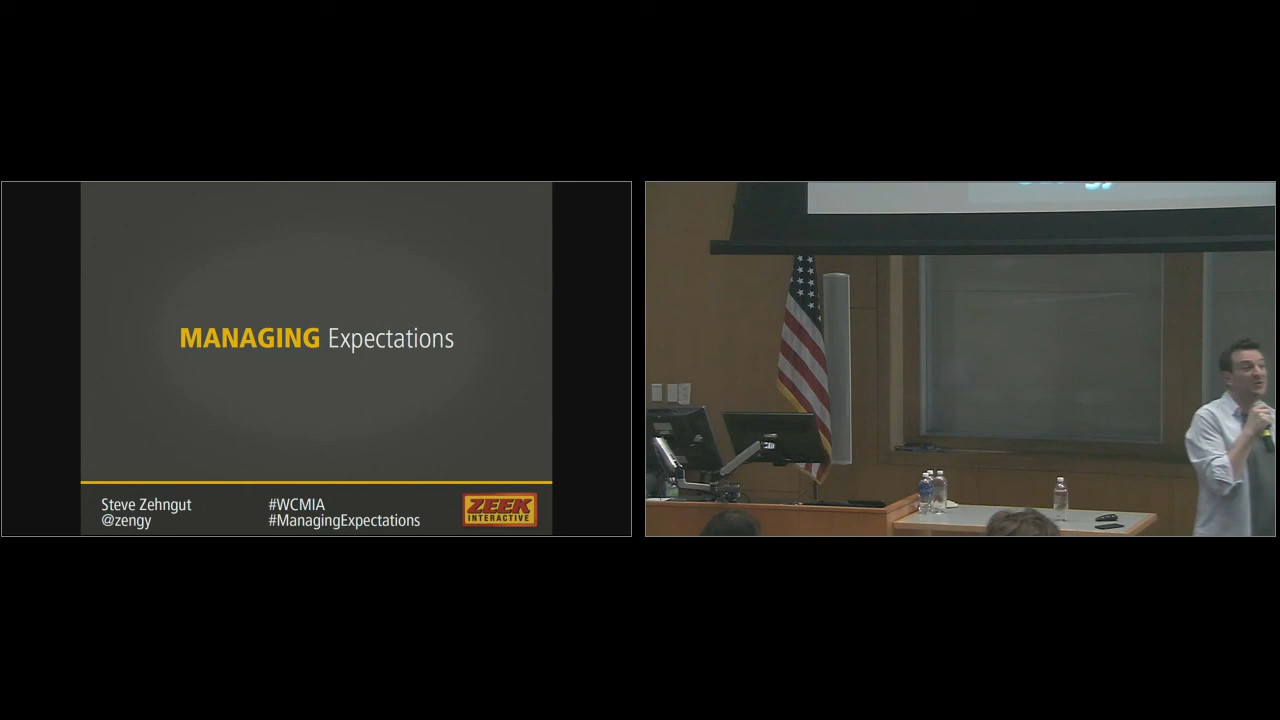 MANAGING Expectations
Steve Zehngut
@zengy
#WCMIA
#ManagingExpectations
ZEEK
INTERACTIVE